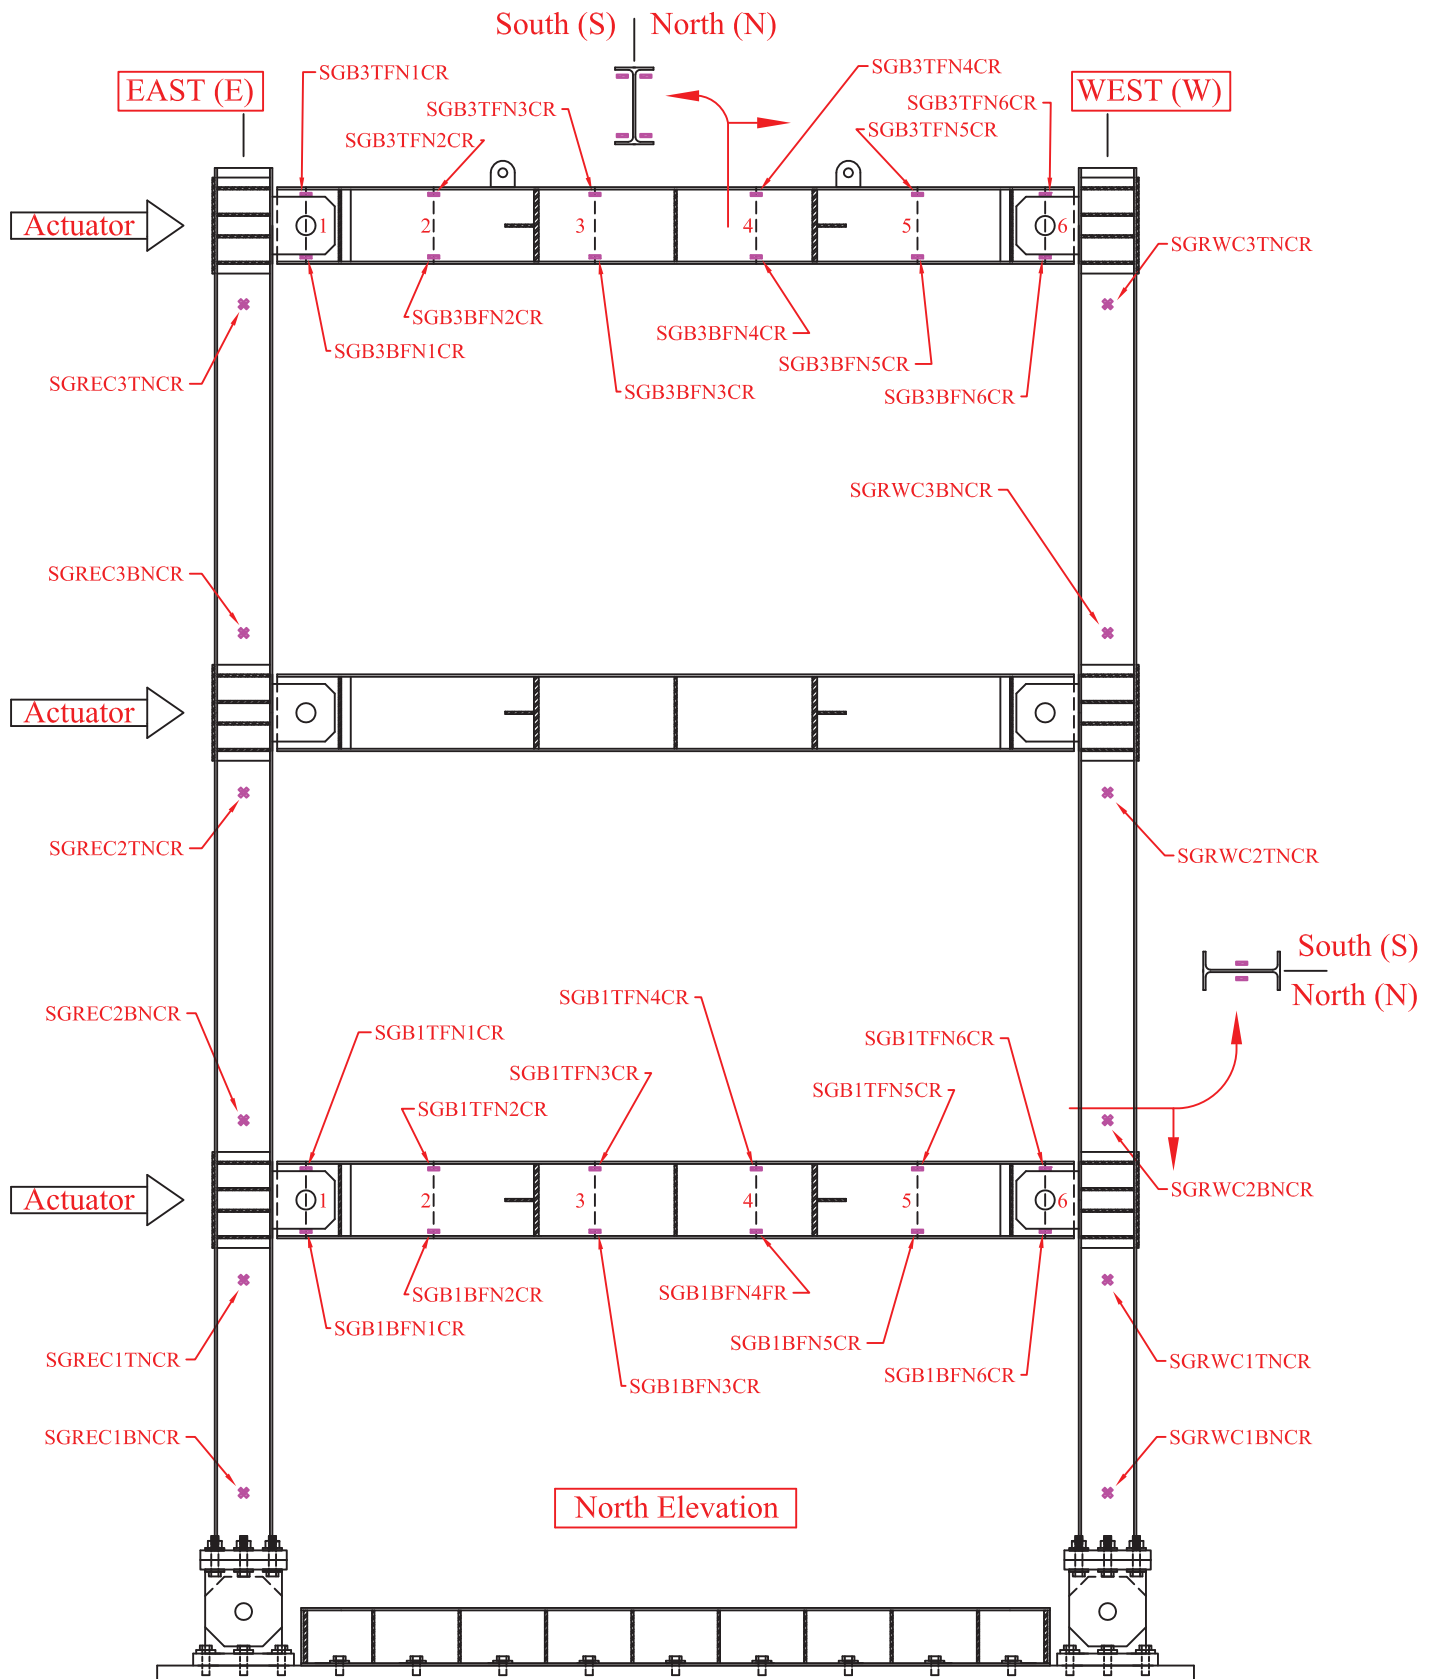 South (S) North (N)
EAST (E)
WEST (W)
SGB3TFN1CR
SGB3TFN4CR
SGB3TFN3CR
SGB3TFN6CR
SGB3TFN2CR
SGB3TFN5CR
Actuator
1 2 3 4 5 6
SGRWC3TNCR
SGB3BFN2CR
SGB3BFN4CR
SGB3BFN1CR
SGB3BFN5CR
SGREC3TNCR
SGB3BFN3CR
SGB3BFN6CR
SGRWC3BNCR
SGREC3BNCR
Actuator
SGREC2TNCR
SGRWC2TNCR
South (S)
North (N)
SGB1TFN4CR
SGREC2BNCR
SGB1TFN1CR
SGB1TFN6CR
SGB1TFN3CR
SGB1TFN5CR
SGB1TFN2CR
SGRWC2BNCR
Actuator
1 2 3 4 5 6
SGB1BFN2CR
SGB1BFN4FR
SGB1BFN1CR
SGB1BFN5CR
SGREC1TNCR
SGRWC1TNCR
SGB1BFN6CR
SGB1BFN3CR
SGREC1BNCR
SGRWC1BNCR
North Elevation